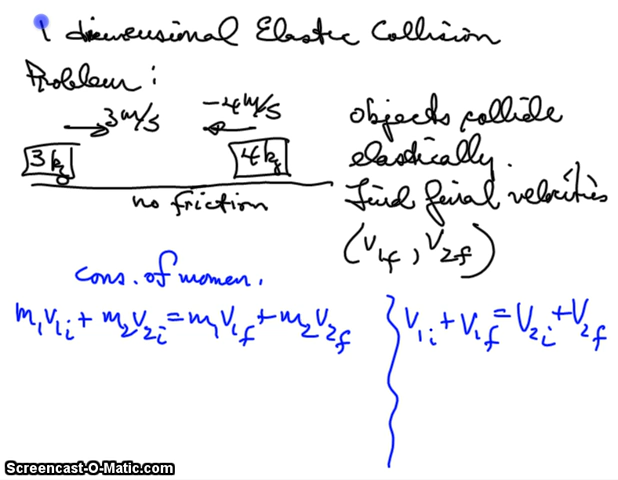 1 dimensional Elastic Collision
Problem:
3 m/s
-4 m/s
3 kg
4 kg
no friction
objects collide
elastically.
find final velocities
(V1f, V2f)
cons. of momen.
m1V1i + m2V2i = m1V1f + m2V2f
V1i + V1f = V2i + V2f
Screencast-O-Matic.com